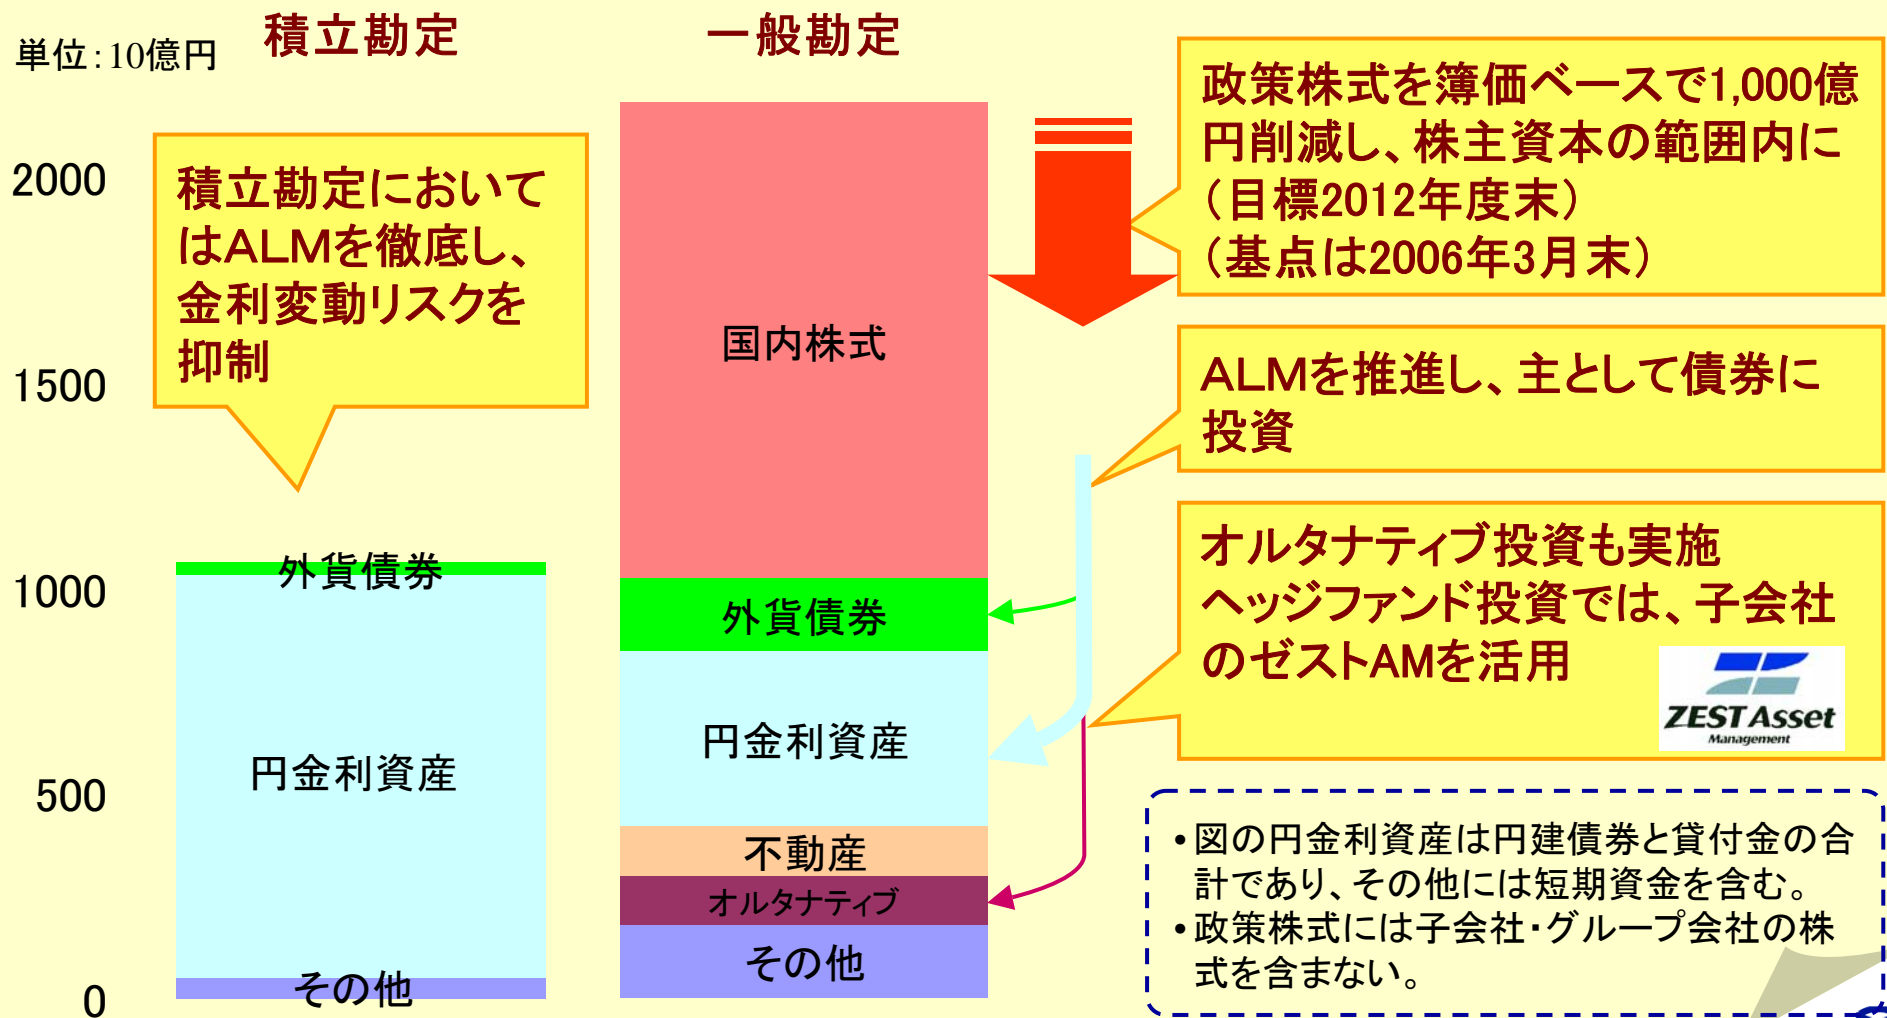 単位：10億円
積立勘定
一般勘定
2000
1500
1000
500
0
積立勘定において
はALMを徹底し、
金利変動リスクを
抑制
外貨債券
円金利資産
その他
国内株式
外貨債券
円金利資産
不動産
オルタナティブ
その他
政策株式を簿価ベースで1,000億
円削減し、株主資本の範囲内に
（目標2012年度末）
（基点は2006年3月末）
ALMを推進し、主として債券に
投資
オルタナティブ投資も実施
ヘッジファンド投資では、子会社
のゼストAMを活用
ZEST Asset
Management
•図の円金利資産は円建債券と貸付金の合
計であり、その他には短期資金を含む。
•政策株式には子会社・グループ会社の株
式を含まない。